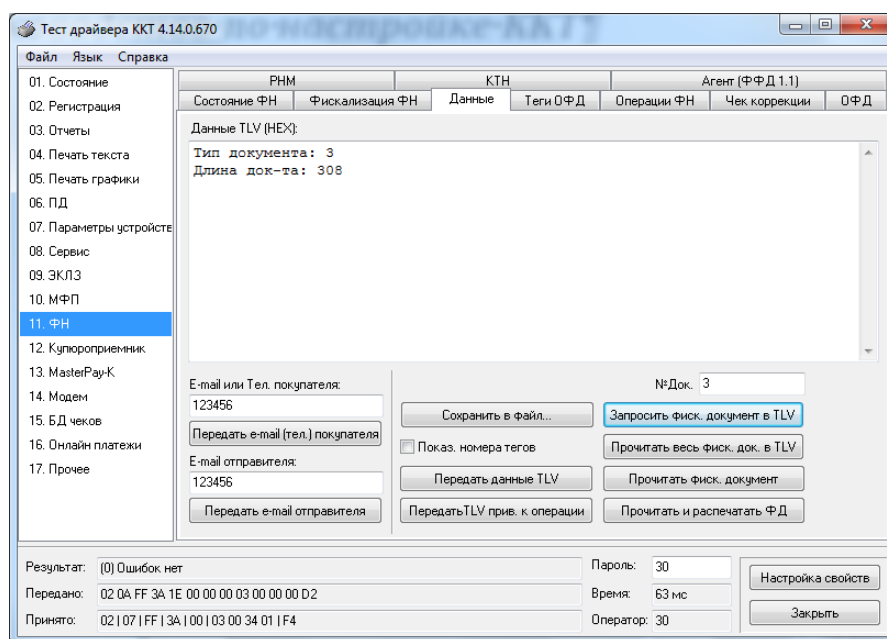 по·настройке·ККТ¶
Тест драйвера ККТ 4.14.0.670
Файл Язык Справка
01. Состояние
02. Регистрация
03. Отчеты
04. Печать текста
05. Печать графики
06. ПД
07. Параметры устройств
08. Сервис
09. ЭКЛЗ
10. МФП
11. ФН
12. Купюроприемник
13. MasterPay-K
14. Модем
15. БД чеков
16. Онлайн платежи
17. Прочее
РНМ КТН Агент (ФФД 1.1)
Состояние ФН Фискализация ФН Данные Теги ОФД Операции ФН Чек коррекции ОФД
Данные TLV (HEX):
Тип документа: 3
Длина док-та: 308
E-mail или Тел. покупателя:
123456
Передать e-mail (тел.) покупателя
E-mail отправителя:
123456
Передать e-mail отправителя
Сохранить в файл...
Показ. номера тегов
Передать данные TLV
ПередатьTLV прив. к операции
№Док. 3
Запросить фиск. документ в TLV
Прочитать весь фиск. док. в TLV
Прочитать фиск. документ
Прочитать и распечатать ФД
Результат: (0) Ошибок нет
Передано: 02 0A FF 3A 1E 00 00 00 03 00 00 00 D2
Принято: 02 | 07 | FF | 3A | 00 | 03 00 34 01 | F4
Пароль: 30
Время: 63 мс
Оператор: 30
Настройка свойств
Закрыть